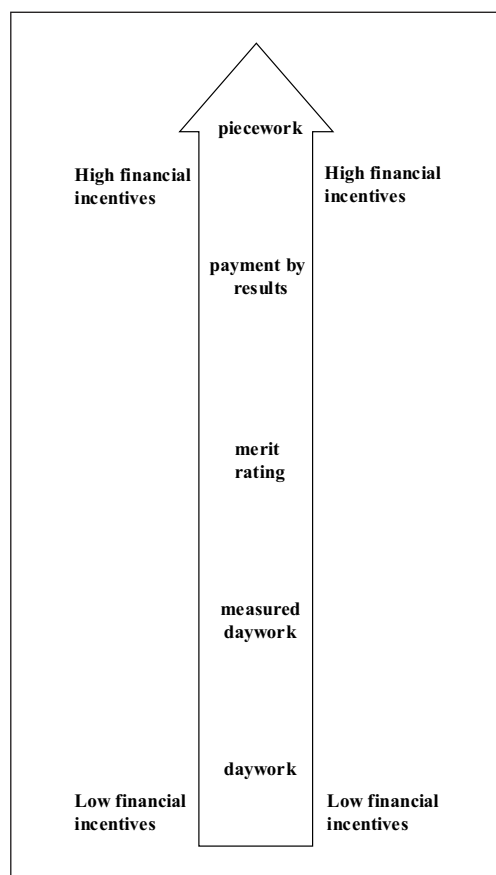 piecework
High financial
incentives
High financial
incentives
payment by
results
merit
rating
measured
daywork
daywork
Low financial
incentives
Low financial
incentives